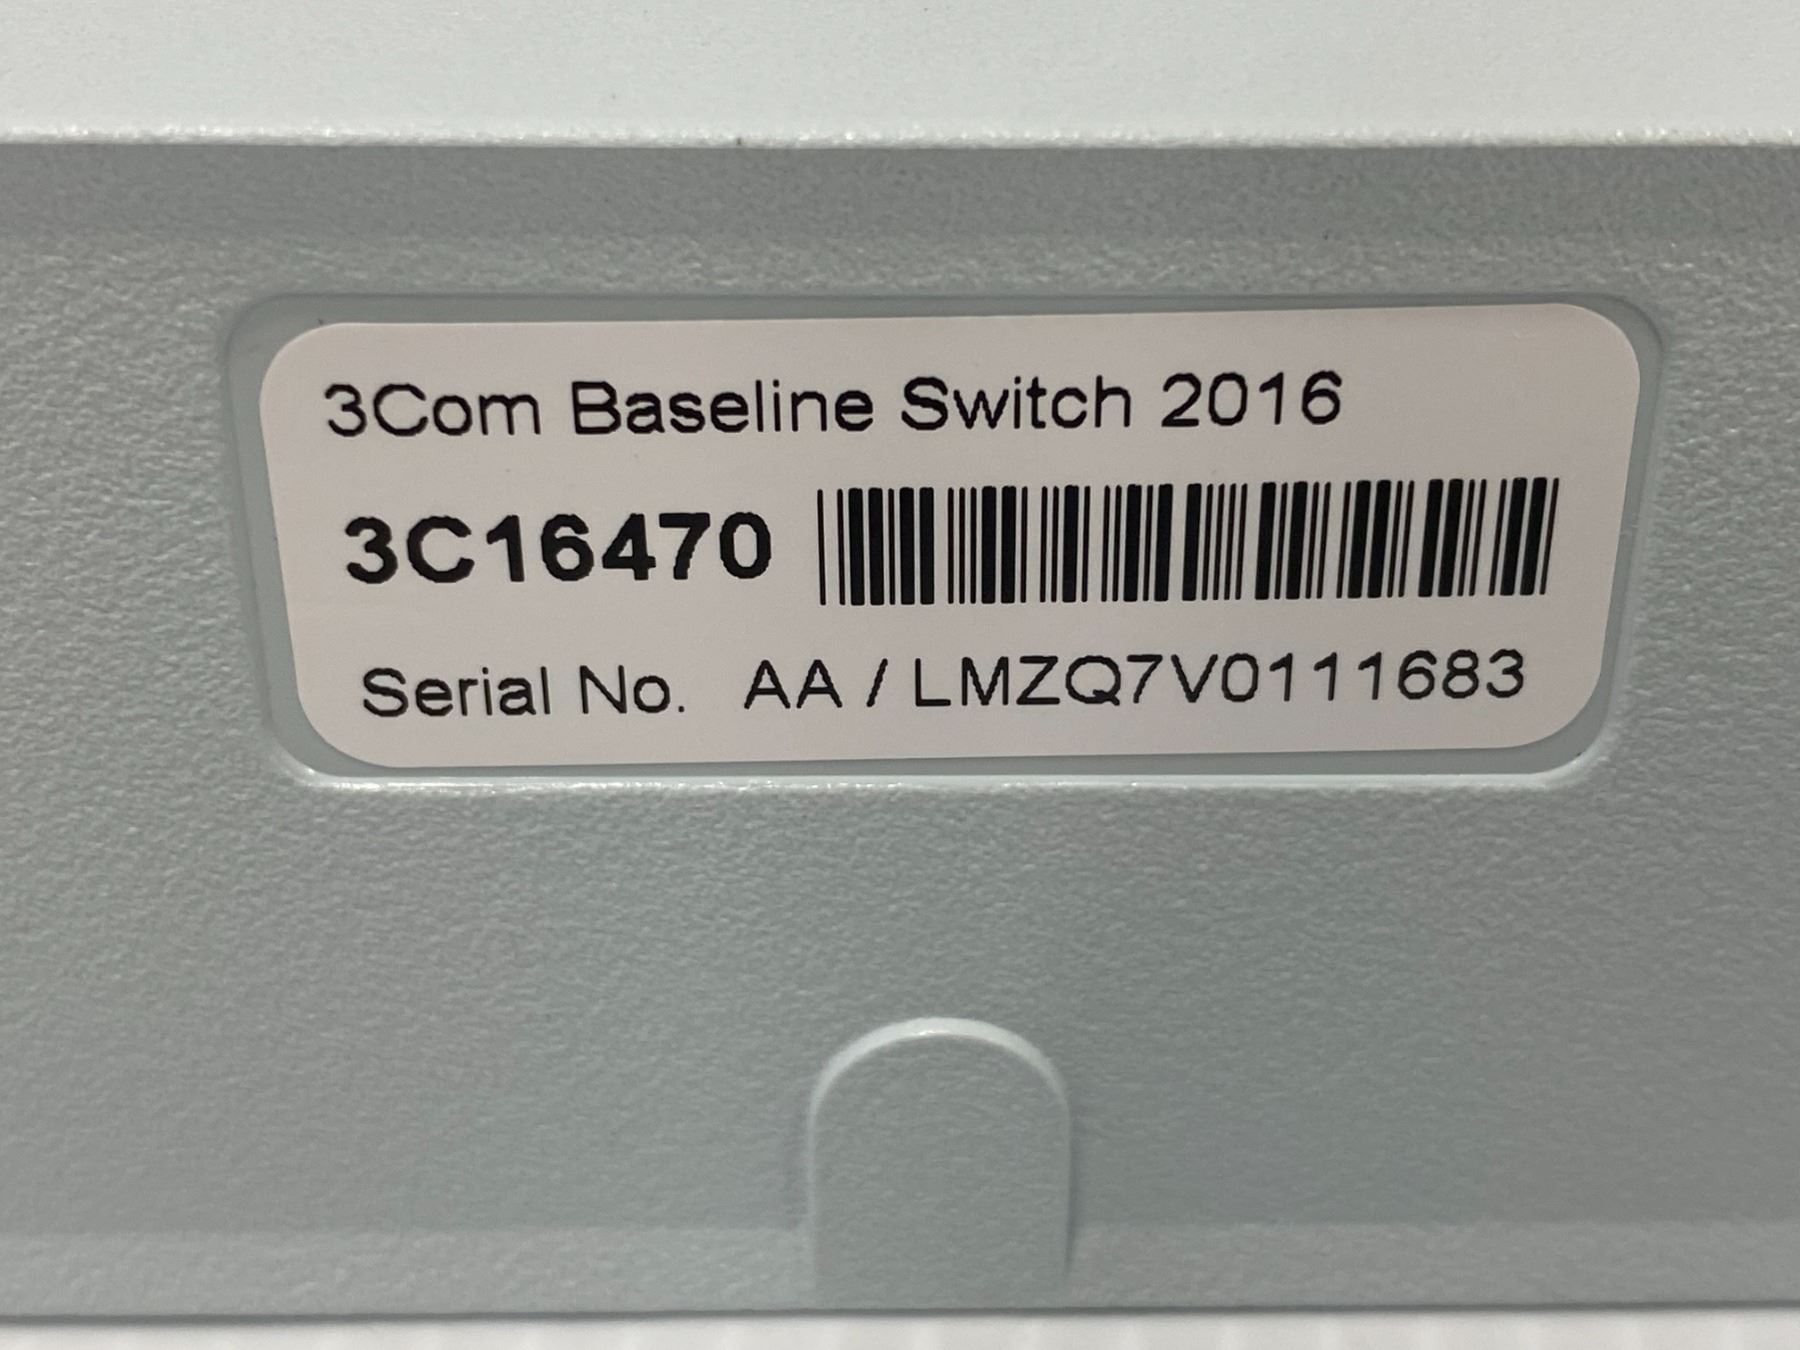 3Com Baseline Switch 2016
3C16470
Serial No. AA / LMZQ7V0111683